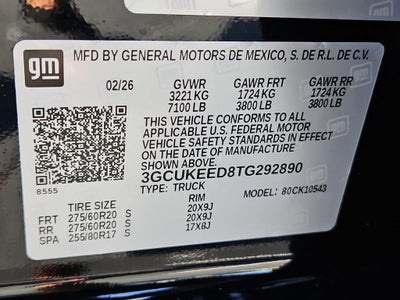 gm
MFD BY GENERAL MOTORS DE MEXICO, S. DE R.L. DE C.V.
02/26 GVWR GAWR FRT GAWR RR
3221 KG 1724 KG 1724 KG
7100 LB 3800 LB 3800 LB
THIS VEHICLE CONFORMS TO ALL
APPLICABLE U.S. FEDERAL MOTOR
VEHICLE SAFETY STANDARDS IN
EFFECT ON THE DATE OF MANUFACTURE
SHOWN ABOVE.
3GCUKEED8TG292890
8555
TYPE: TRUCK MODEL: 80CK10543
TIRE SIZE RIM
FRT 275/60R20 S 20X9J
RR 275/60R20 S 20X9J
SPA 255/80R17 S 17X8J